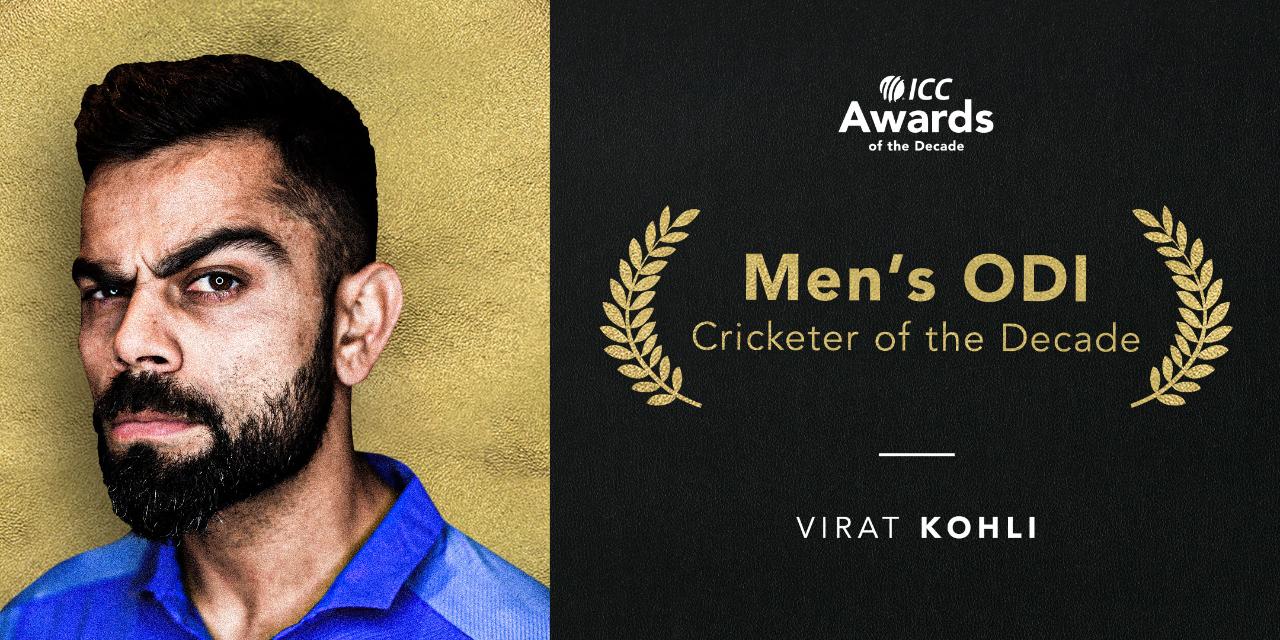 ICC
Awards
of the Decade
Men’s ODI
Cricketer of the Decade
VIRAT KOHLI